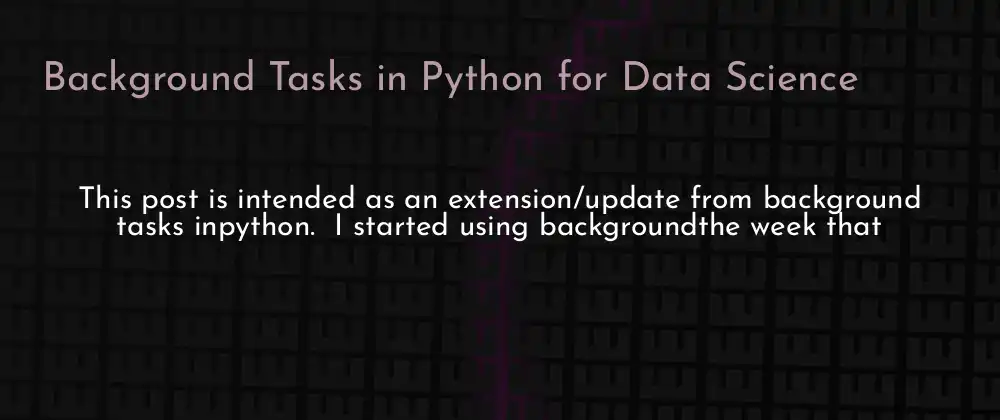 Background Tasks in Python for Data Science
This post is intended as an extension/update from background
tasks inpython.  I started using backgroundthe week that